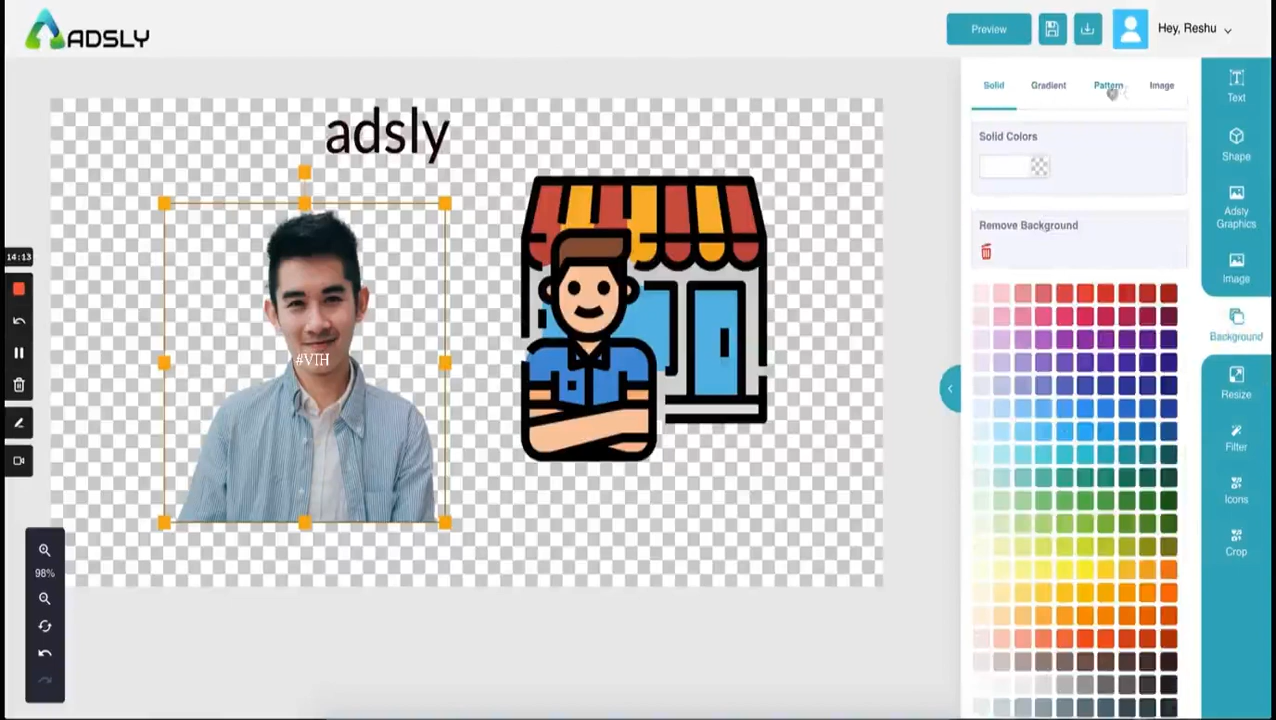 ADSLY
Preview
Hey, Reshu
Solid
Gradient
Pattern
Image
Solid Colors
Remove Background
adsly
#VIH
14:13
98%
Text
Shape
Adsly
Graphics
Image
Background
Resize
Filter
Icons
Crop